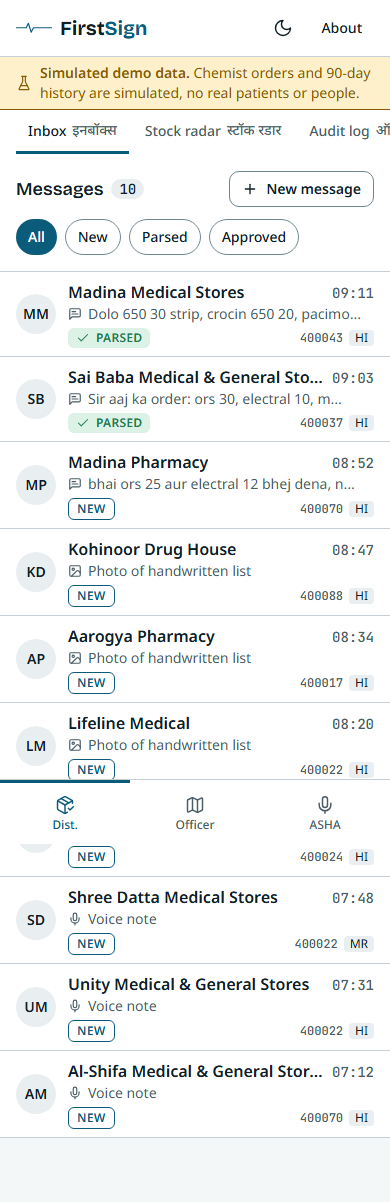 FirstSign
About
Simulated demo data. Chemist orders and 90-day
history are simulated, no real patients or people.
Inbox इनबॉक्स Stock radar स्टॉक रडार Audit log
Messages 10
New message
All New Parsed Approved
MM Madina Medical Stores 09:11
Dolo 650 30 strip, crocin 650 20, pacimo...
PARSED 400043 HI
SB Sai Baba Medical & General Sto... 09:03
Sir aaj ka order: ors 30, electral 10, m...
PARSED 400037 HI
MP Madina Pharmacy 08:52
bhai ors 25 aur electral 12 bhej dena, n...
NEW 400070 HI
KD Kohinoor Drug House 08:47
Photo of handwritten list
NEW 400088 HI
AP Aarogya Pharmacy 08:34
Photo of handwritten list
NEW 400017 HI
LM Lifeline Medical 08:20
Photo of handwritten list
NEW 400022 HI
Dist. Officer ASHA
NEW 400024 HI
SD Shree Datta Medical Stores 07:48
Voice note
NEW 400022 MR
UM Unity Medical & General Stores 07:31
Voice note
NEW 400022 HI
AM Al-Shifa Medical & General Stor... 07:12
Voice note
NEW 400070 HI